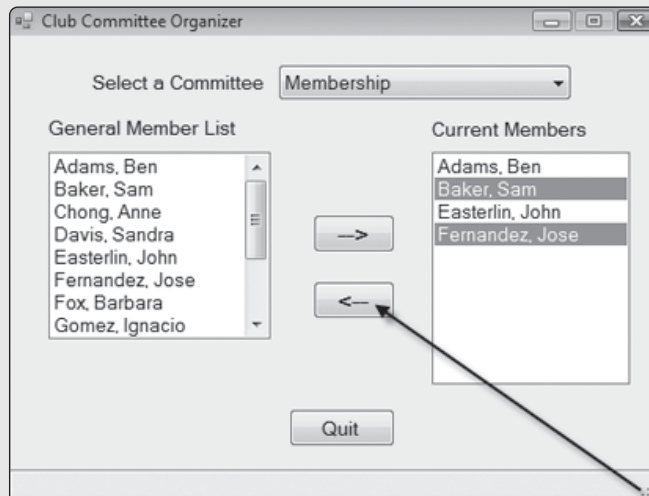 Club Committee Organizer
Select a Committee Membership
General Member List
Adams, Ben
Baker, Sam
Chong, Anne
Davis, Sandra
Easterlin, John
Fernandez, Jose
Fox, Barbara
Gomez, Ignacio
-->
<--
Current Members
Adams, Ben
Baker, Sam
Easterlin, John
Fernandez, Jose
Quit